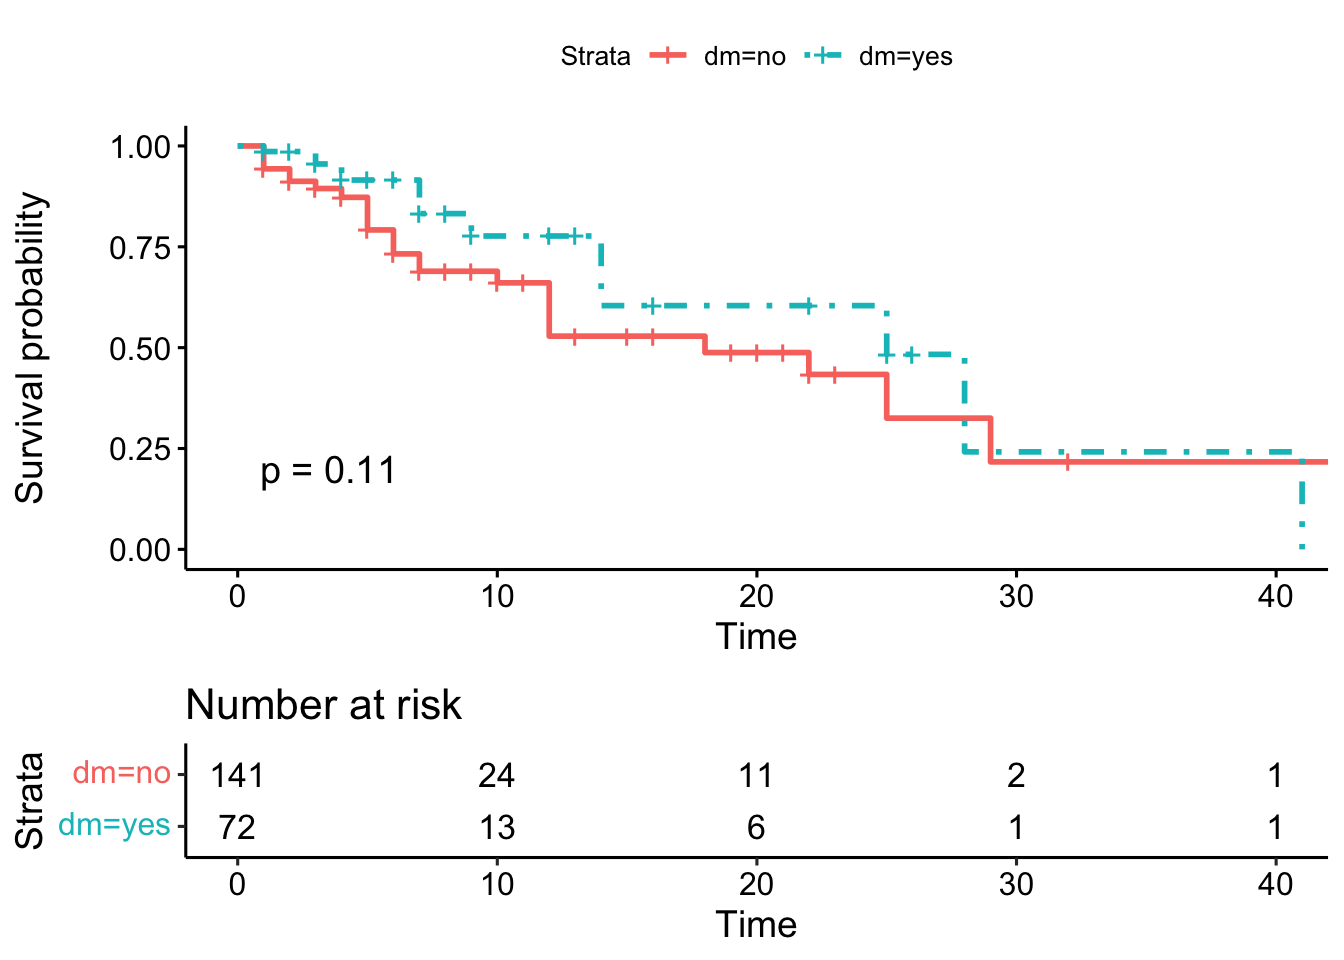 Strata dm=no dm=yes
Survival probability
1.00
0.75
0.50
0.25
0.00
p = 0.11
0 10 20 30 40
Time
Number at risk
Strata
dm=no 141 24 11 2 1
dm=yes 72 13 6 1 1
0 10 20 30 40
Time